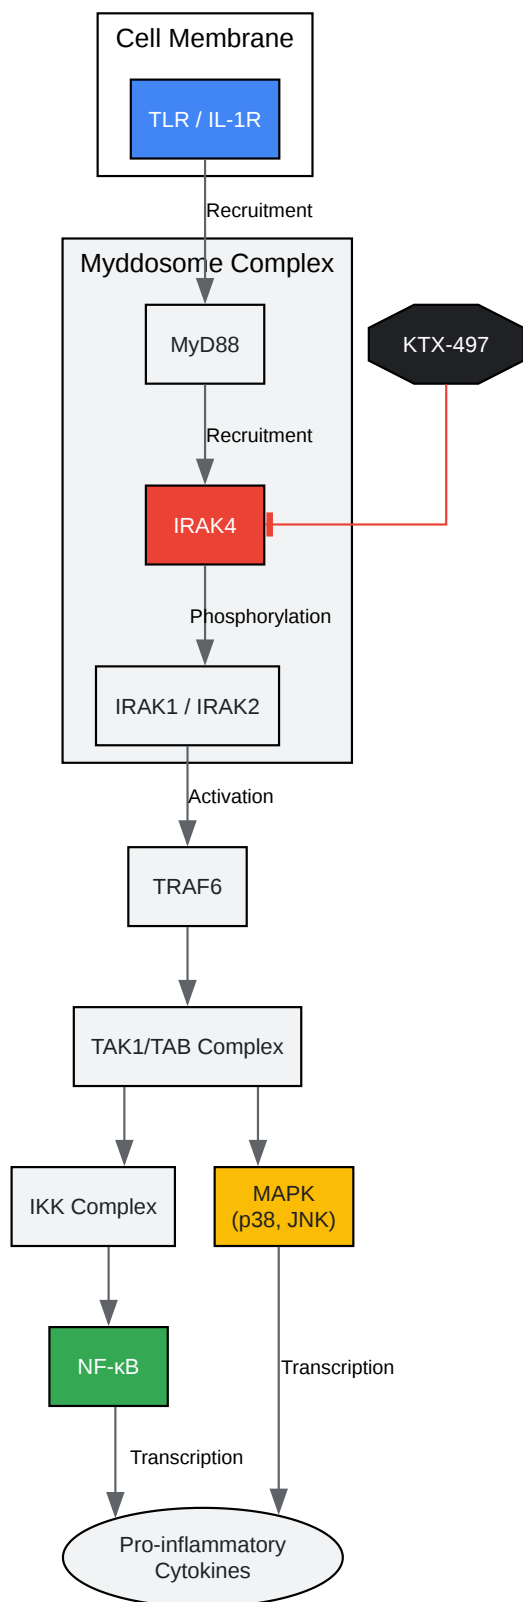 Cell Membrane
TLR / IL-1R
Recruitment
Myddosome Complex
MyD88
KTX-497
Recruitment
IRAK4
Phosphorylation
IRAK1 / IRAK2
Activation
TRAF6
TAK1/TAB Complex
IKK Complex
MAPK
(p38, JNK)
NF-κB
Transcription
Transcription
Pro-inflammatory
Cytokines